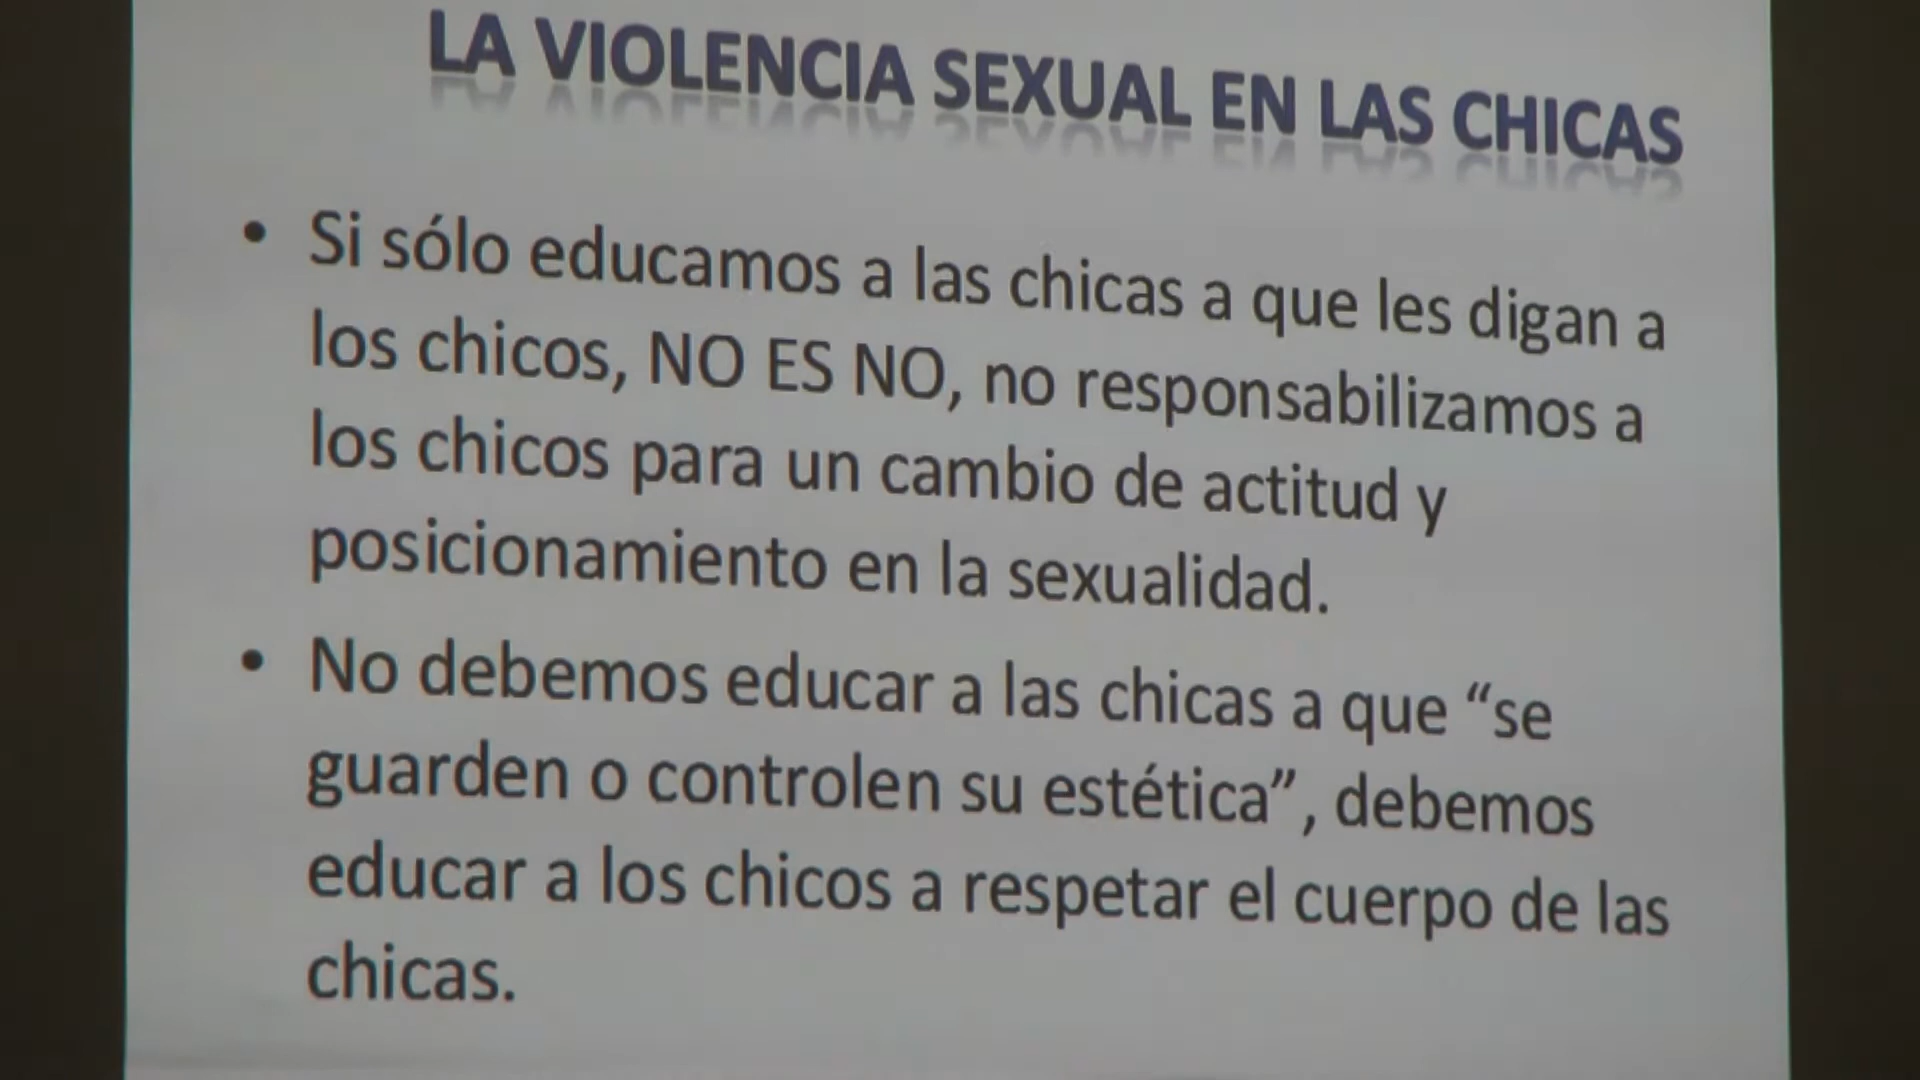 LA VIOLENCIA SEXUAL EN LAS CHICAS
• Si sólo educamos a las chicas a que les digan a
los chicos, NO ES NO, no responsabilizamos a
los chicos para un cambio de actitud y
posicionamiento en la sexualidad.
• No debemos educar a las chicas a que “se
guarden o controlen su estética”, debemos
educar a los chicos a respetar el cuerpo de las
chicas.